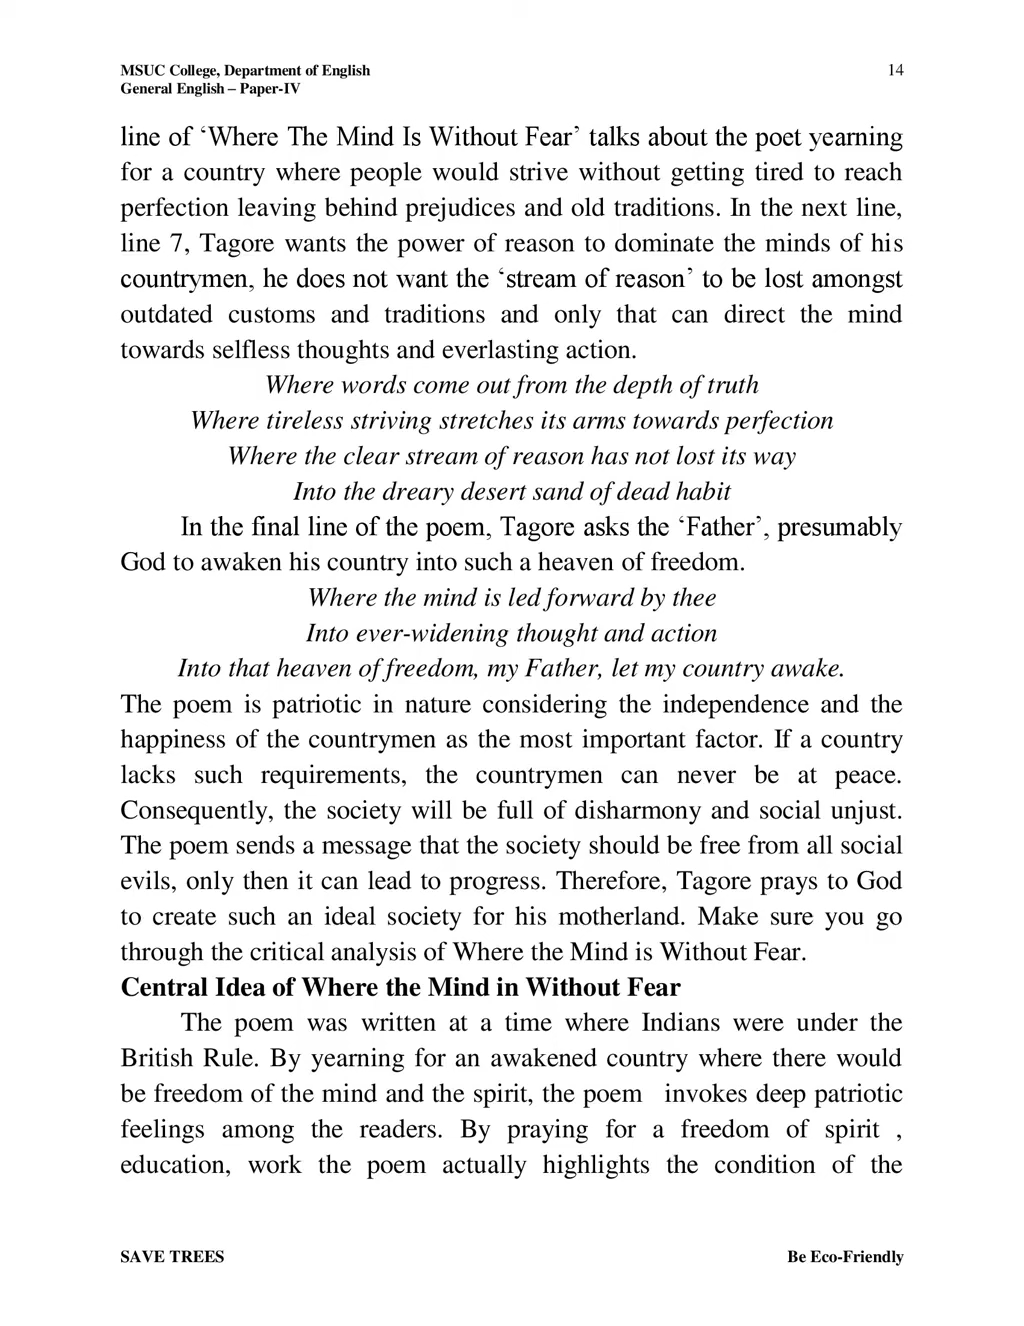 MSUC College, Department of English 14
General English – Paper-IV
line of ‘Where The Mind Is Without Fear’ talks about the poet yearning
for a country where people would strive without getting tired to reach
perfection leaving behind prejudices and old traditions. In the next line,
line 7, Tagore wants the power of reason to dominate the minds of his
countrymen, he does not want the ‘stream of reason’ to be lost amongst
outdated customs and traditions and only that can direct the mind
towards selfless thoughts and everlasting action.
Where words come out from the depth of truth
Where tireless striving stretches its arms towards perfection
Where the clear stream of reason has not lost its way
Into the dreary desert sand of dead habit
In the final line of the poem, Tagore asks the ‘Father’, presumably
God to awaken his country into such a heaven of freedom.
Where the mind is led forward by thee
Into ever-widening thought and action
Into that heaven of freedom, my Father, let my country awake.
The poem is patriotic in nature considering the independence and the
happiness of the countrymen as the most important factor. If a country
lacks such requirements, the countrymen can never be at peace.
Consequently, the society will be full of disharmony and social unjust.
The poem sends a message that the society should be free from all social
evils, only then it can lead to progress. Therefore, Tagore prays to God
to create such an ideal society for his motherland. Make sure you go
through the critical analysis of Where the Mind is Without Fear.
Central Idea of Where the Mind in Without Fear
The poem was written at a time where Indians were under the
British Rule. By yearning for an awakened country where there would
be freedom of the mind and the spirit, the poem invokes deep patriotic
feelings among the readers. By praying for a freedom of spirit ,
education, work the poem actually highlights the condition of the
SAVE TREES Be Eco-Friendly